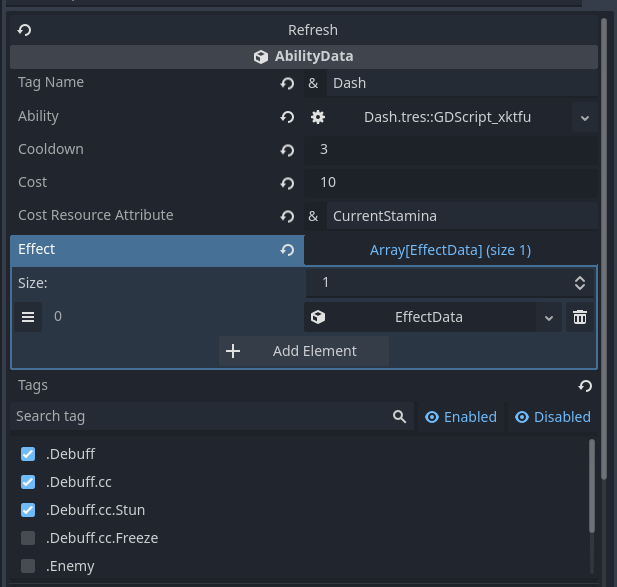 Refresh
AbilityData
Tag Name & Dash
Ability Dash.tres::GDScript_xktfu
Cooldown 3
Cost 10
Cost Resource Attribute & CurrentStamina
Effect Array[EffectData] (size 1)
Size: 1
0 EffectData
Add Element
Tags
Search tag Enabled Disabled
.Debuff
.Debuff.cc
.Debuff.cc.Stun
.Debuff.cc.Freeze
.Enemy